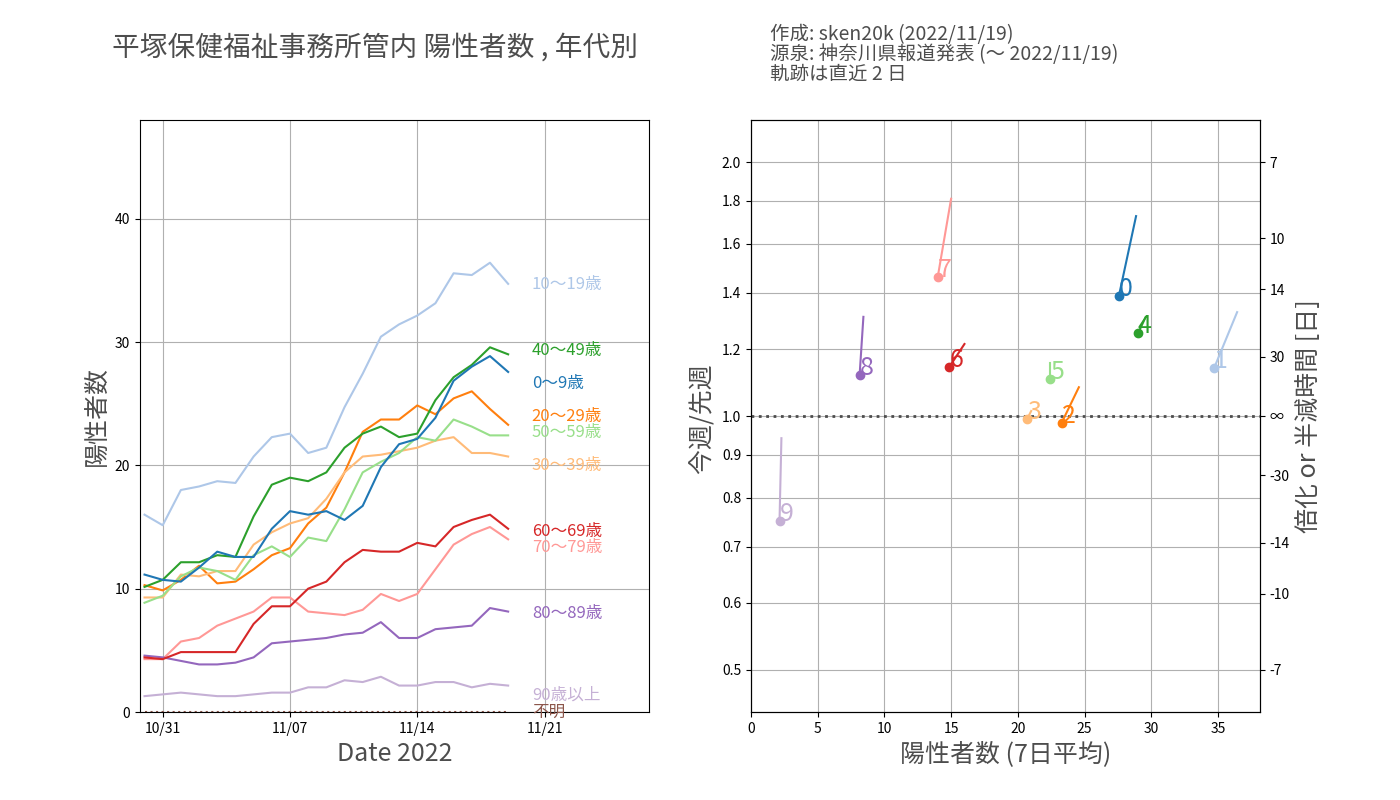 平塚保健福祉事務所管内 陽性者数 , 年代別
作成: sken20k (2022/11/19)
源泉: 神奈川県報道発表 (〜 2022/11/19)
軌跡は直近 2 日
陽性者数
40
30
20
10
0
10〜19歳
40〜49歳
0〜9歳
20〜29歳
50〜59歳
30〜39歳
60〜69歳
70〜79歳
80〜89歳
90歳以上
不明
10/31
11/07
11/14
11/21
Date 2022
今週/先週
2.0
1.8
1.6
1.4
1.2
1.0
0.9
0.8
0.7
0.6
0.5
7
0
4
8
6
1
5
3
2
9
7
10
14
30
∞
-30
-14
-10
-7
倍化 or 半減時間 [日]
0
5
10
15
20
25
30
35
陽性者数 (7日平均)